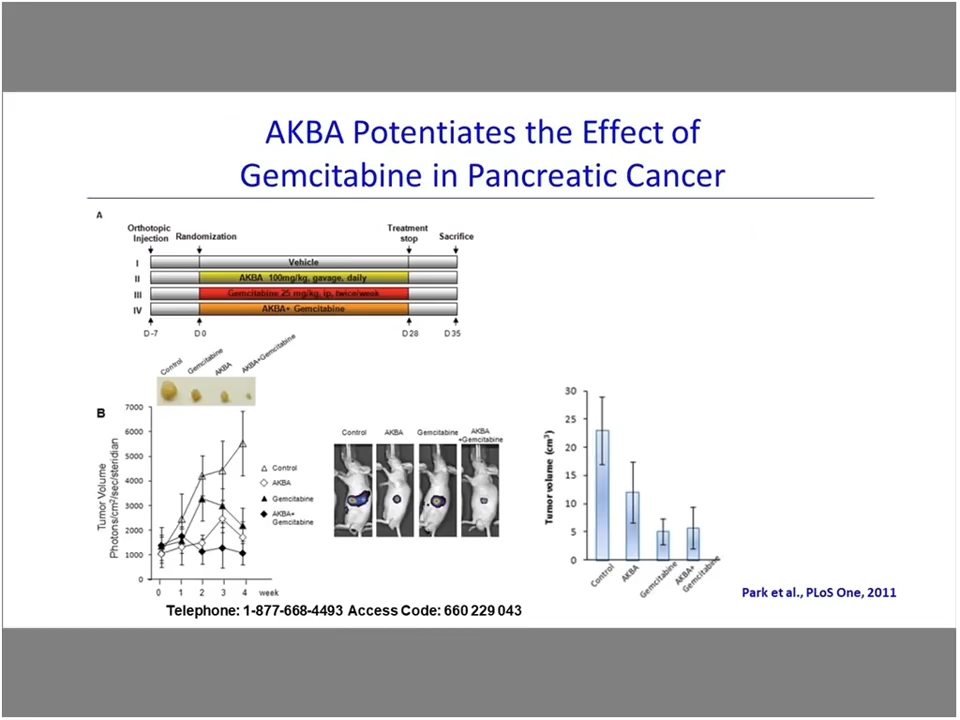 AKBA Potentiates the Effect of
Gemcitabine in Pancreatic Cancer
A
Orthotopic
Injection
Randomization
Treatment
stop
Sacrifice
I
Vehicle
II
AKBA 100mg/kg, gavage, daily
III
Gemcitabine 25 mg/kg, ip, twice/week
IV
AKBA+ Gemcitabine
D -7
D 0
D 28
D 35
Control
Gemcitabine
AKBA
AKBA+Gemcitabine
B
Tumor Volume
Photons/cm²/sec/steridian
7000
6000
5000
4000
3000
2000
1000
0
0 1 2 3 4 week
Control
AKBA
Gemcitabine
AKBA+
Gemcitabine
Control
AKBA
Gemcitabine
AKBA
+Gemcitabine
Tumor volume (cm³)
30
25
20
15
10
5
0
Control
AKBA
Gemcitabine
AKBA+
Gemcitabine
Park et al., PLoS One, 2011
Telephone: 1-877-668-4493 Access Code: 660 229 043